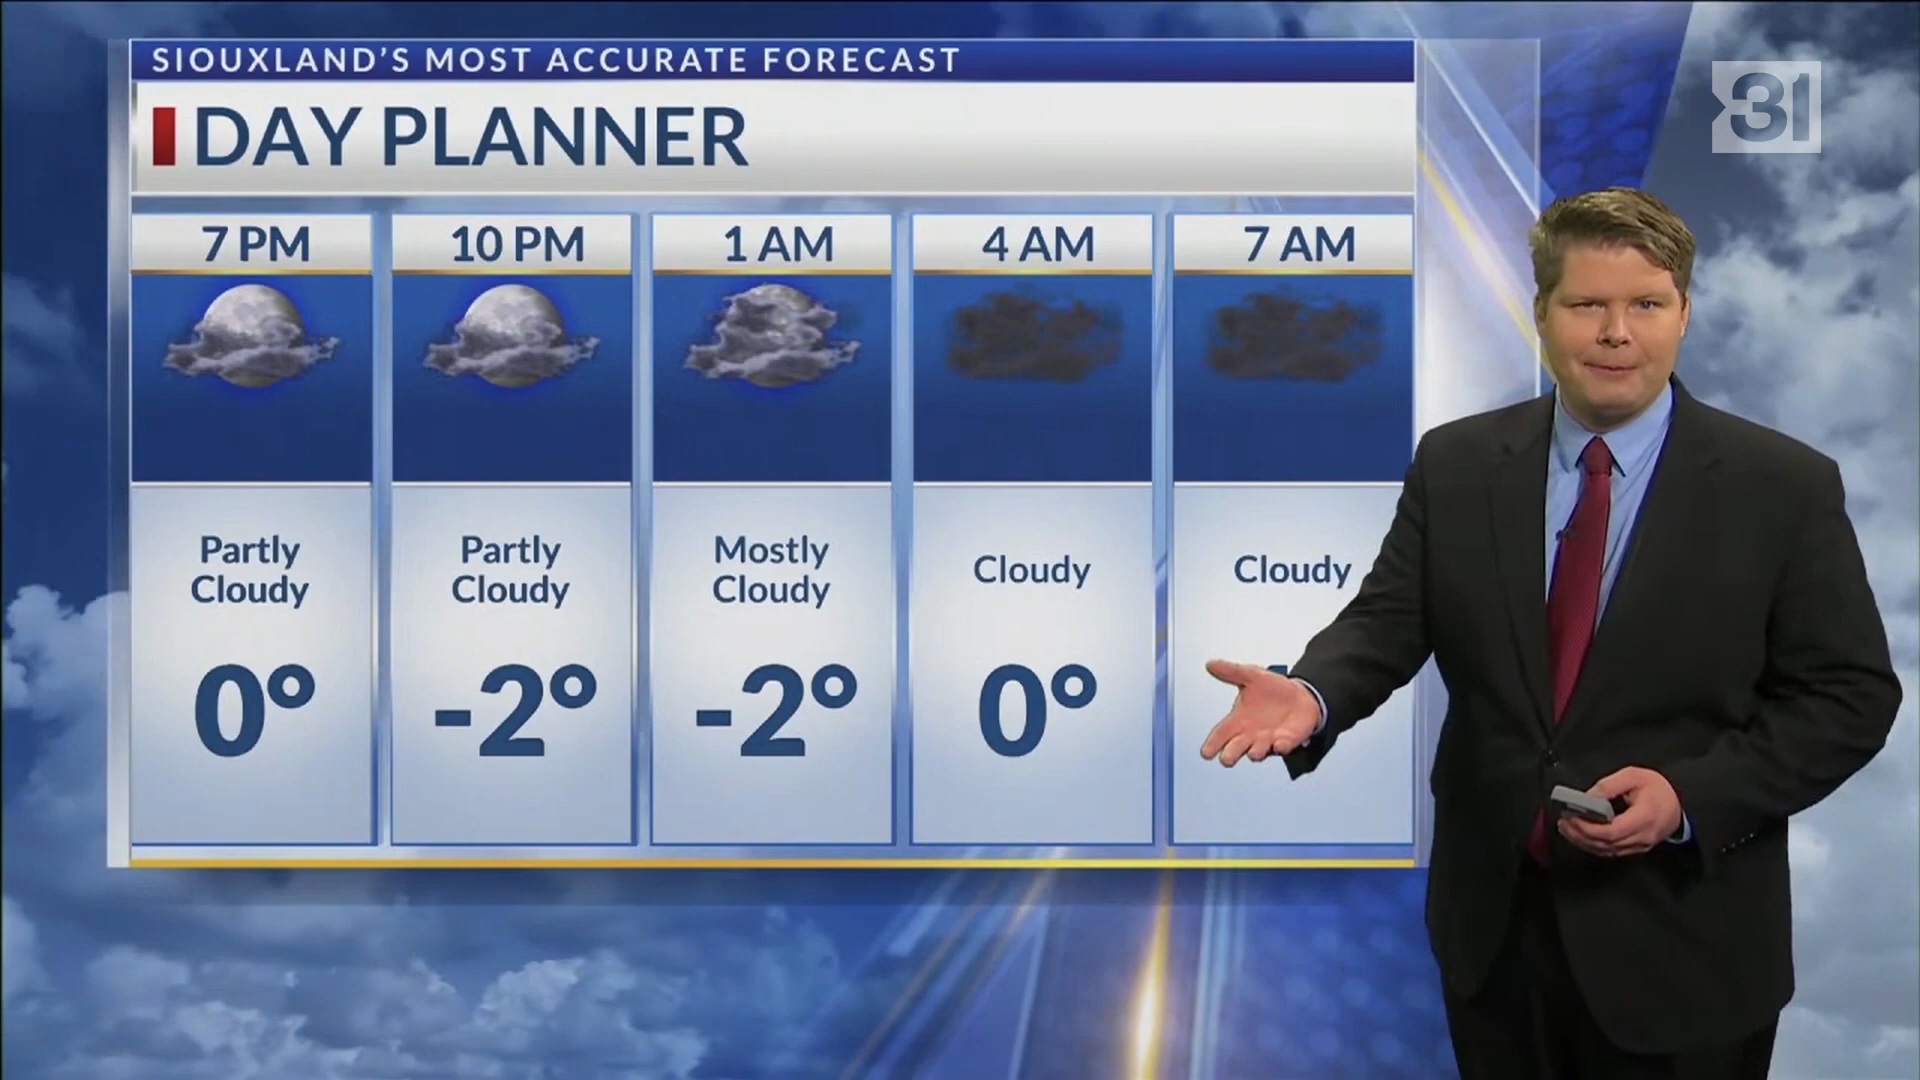 SIOUXLAND'S MOST ACCURATE FORECAST
31
DAY PLANNER
7 PM 10 PM 1 AM 4 AM 7 AM
Partly Partly Mostly
Cloudy Cloudy Cloudy Cloudy Cloudy
0° -2° -2° 0°